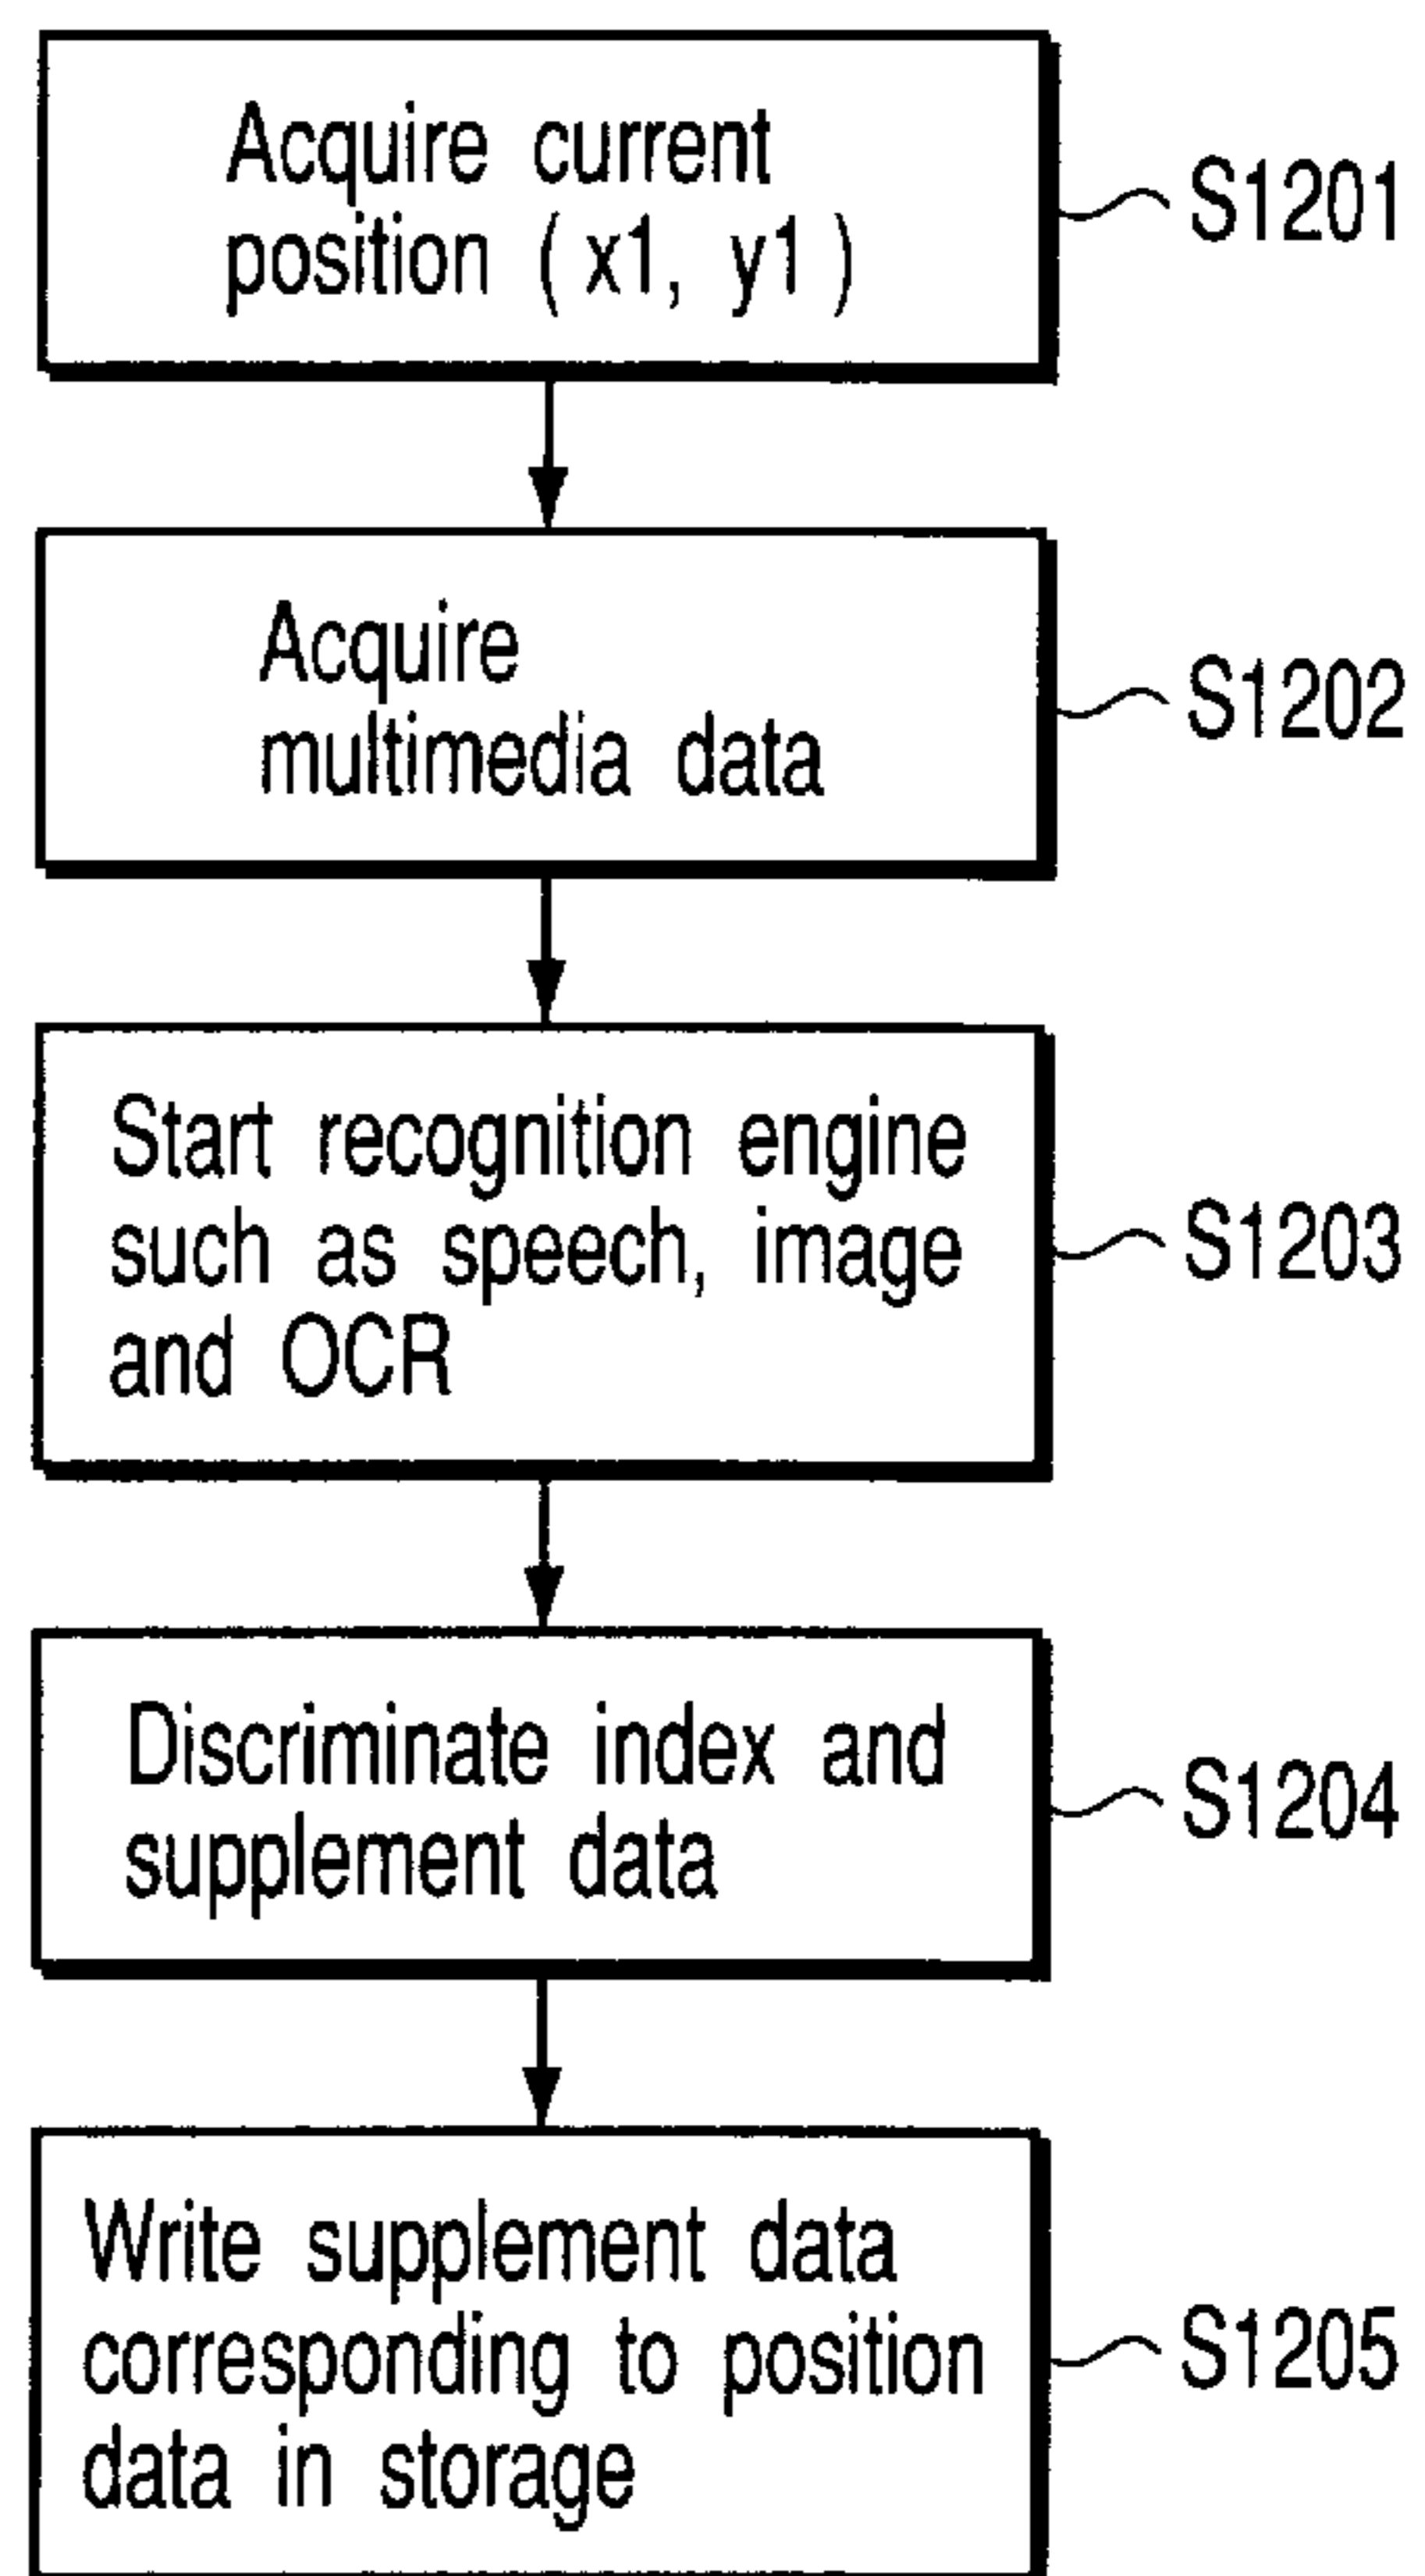 Acquire current
position ( x1, y1 )
S1201
Acquire
multimedia data
S1202
Start recognition engine
such as speech, image
and OCR
S1203
Discriminate index and
supplement data
S1204
Write supplement data
corresponding to position
data in storage
S1205